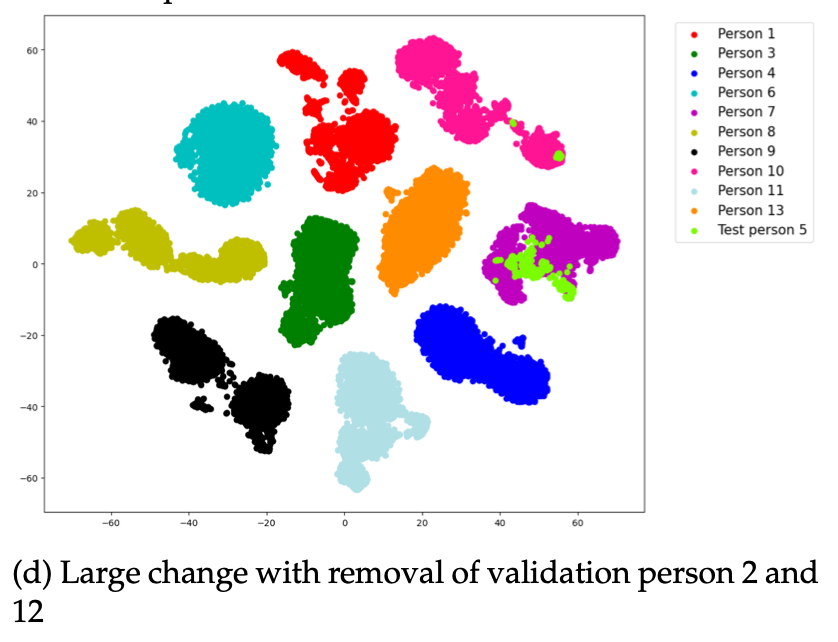 60
40
20
0
−20
−40
−60
−60
−40
−20
0
20
40
60
Person 1
Person 3
Person 4
Person 6
Person 7
Person 8
Person 9
Person 10
Person 11
Person 13
Test person 5
(d) Large change with removal of validation person 2 and
12